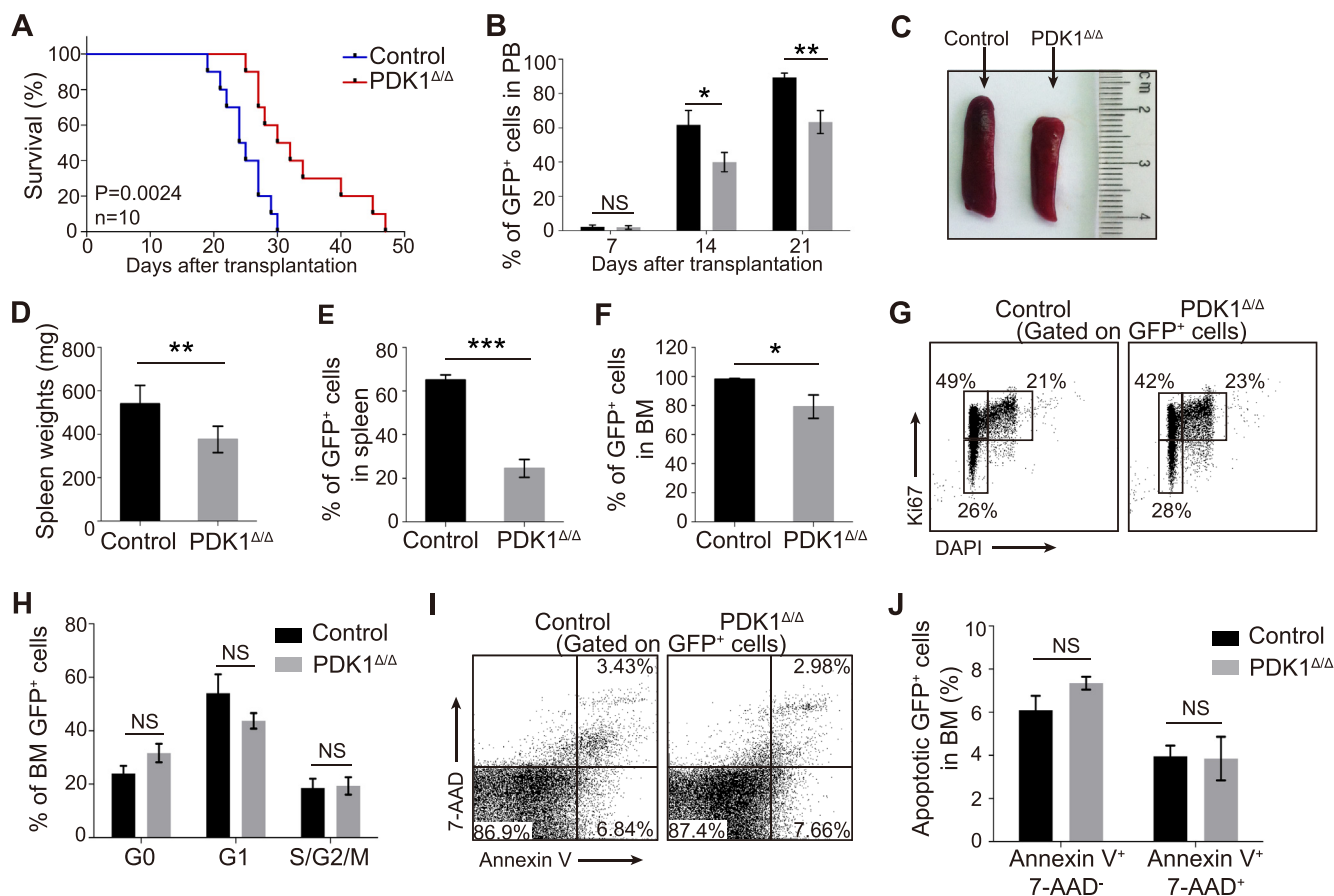 A
Survival (%)
100
80
60
40
20
0
0 10 20 30 40 50
Days after transplantation
P=0.0024
n=10
Control
PDK1Δ/Δ
B
% of GFP+ cells in PB
100
80
60
40
20
0
NS
*
**
7 14 21
Days after transplantation
C
Control PDK1Δ/Δ
cm
2
3
4
D
Spleen weights (mg)
800
600
400
200
0
**
Control PDK1Δ/Δ
E
% of GFP+ cells
in spleen
80
60
40
20
0
***
Control PDK1Δ/Δ
F
% of GFP+ cells
in BM
120
100
80
60
40
20
0
*
Control PDK1Δ/Δ
G
Control PDK1Δ/Δ
(Gated on GFP+ cells)
49% 21%
26%
42% 23%
28%
Ki67
DAPI
H
% of BM GFP+ cells
80
60
40
20
0
NS
NS
NS
G0 G1 S/G2/M
Control
PDK1Δ/Δ
I
Control PDK1Δ/Δ
(Gated on GFP+ cells)
3.43%
86.9% 6.84%
2.98%
87.4% 7.66%
7-AAD
Annexin V
J
Apoptotic GFP+ cells
in BM (%)
10
8
6
4
2
0
NS
NS
Annexin V+ Annexin V+
7-AAD- 7-AAD+
Control
PDK1Δ/Δ